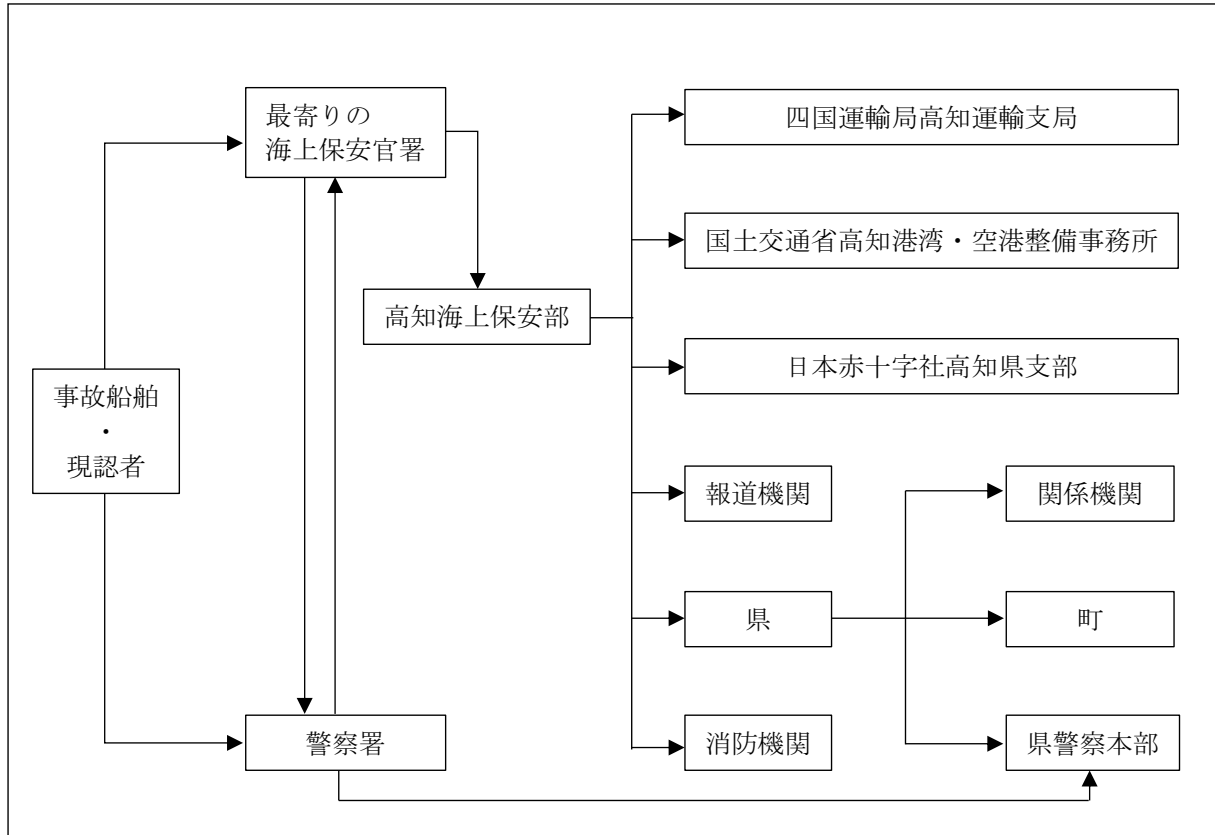 最寄りの
海上保安官署
四国運輸局高知運輸支局
国土交通省高知港湾・空港整備事務所
高知海上保安部
日本赤十字社高知県支部
事故船舶
・
現認者
報道機関
関係機関
県
町
警察署
消防機関
県警察本部